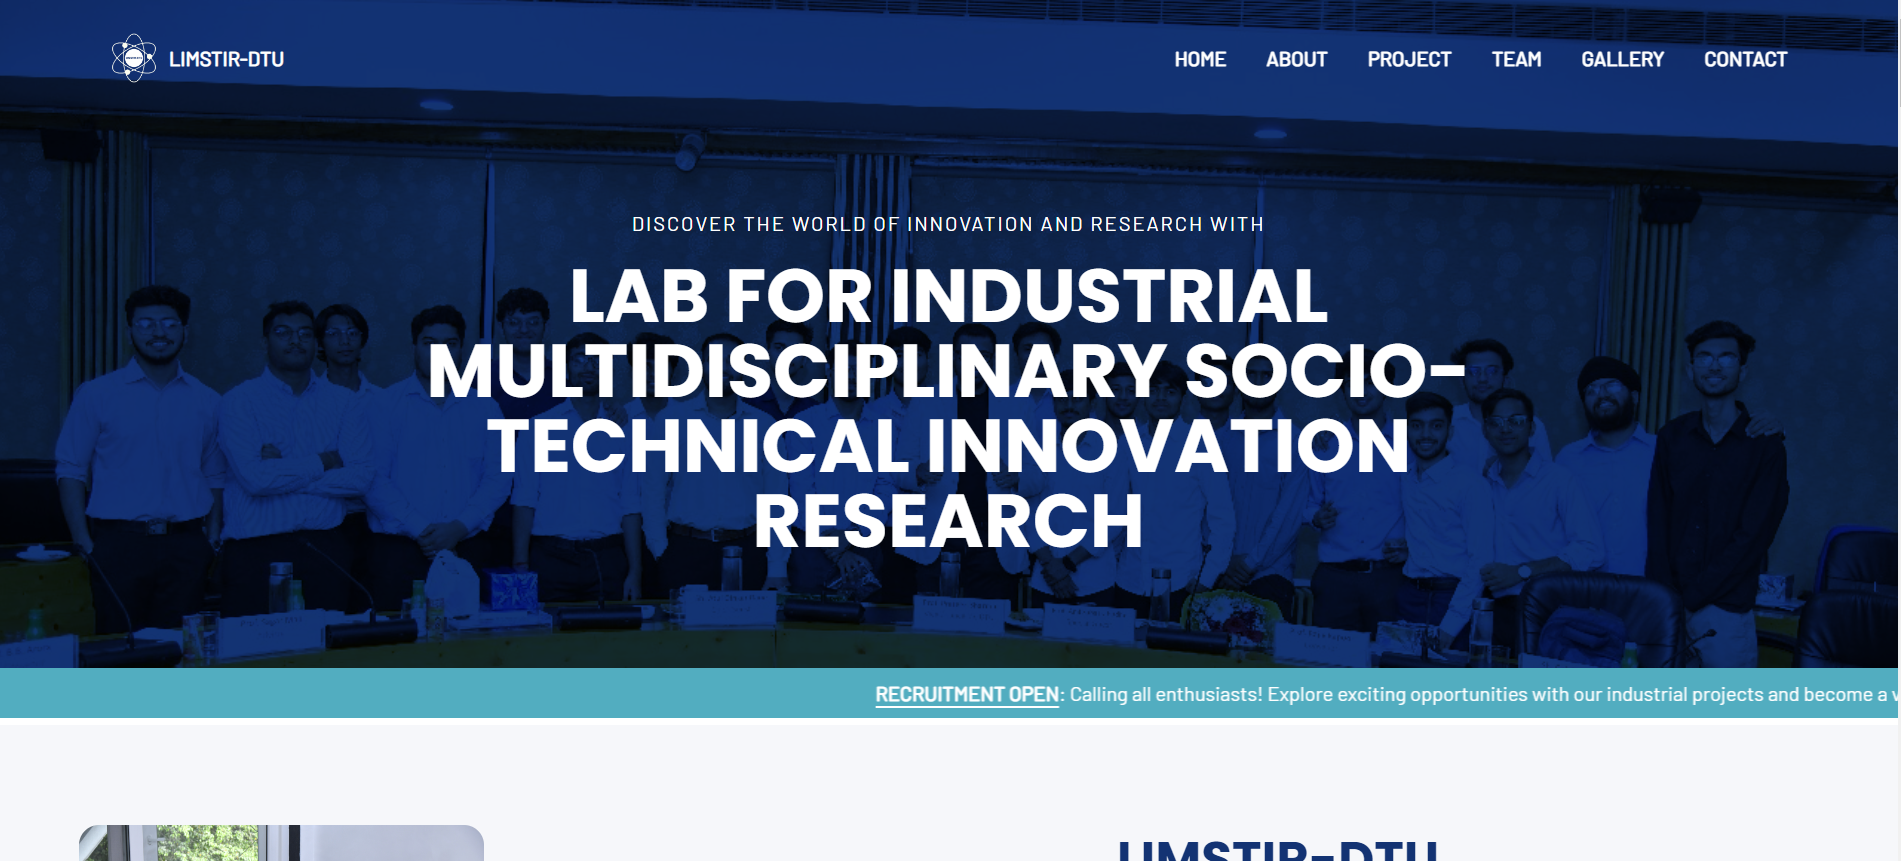 LIMSTIR-DTU
HOME ABOUT PROJECT TEAM GALLERY CONTACT
DISCOVER THE WORLD OF INNOVATION AND RESEARCH WITH
LAB FOR INDUSTRIAL
MULTIDISCIPLINARY SOCIO-
TECHNICAL INNOVATION
RESEARCH
RECRUITMENT OPEN: Calling all enthusiasts! Explore exciting opportunities with our industrial projects and become a
LIMSTIR-DTU